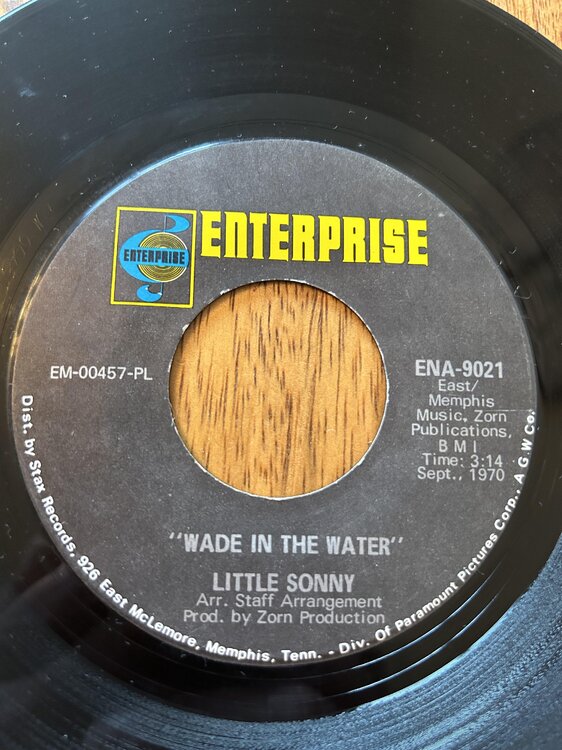 ENTERPRISE
ENTERPRISE
EM-00457-PL
ENA-9021
East/
Memphis
Music, Zorn
Publications,
B M I
Time: 3:14
Sept., 1970
"WADE IN THE WATER"
LITTLE SONNY
Arr. Staff Arrangement
Prod. by Zorn Production
Dist. by Stax Records, 926 East McLemore, Memphis, Tenn. - Div. Of Paramount Pictures Corp., A G.W Co.